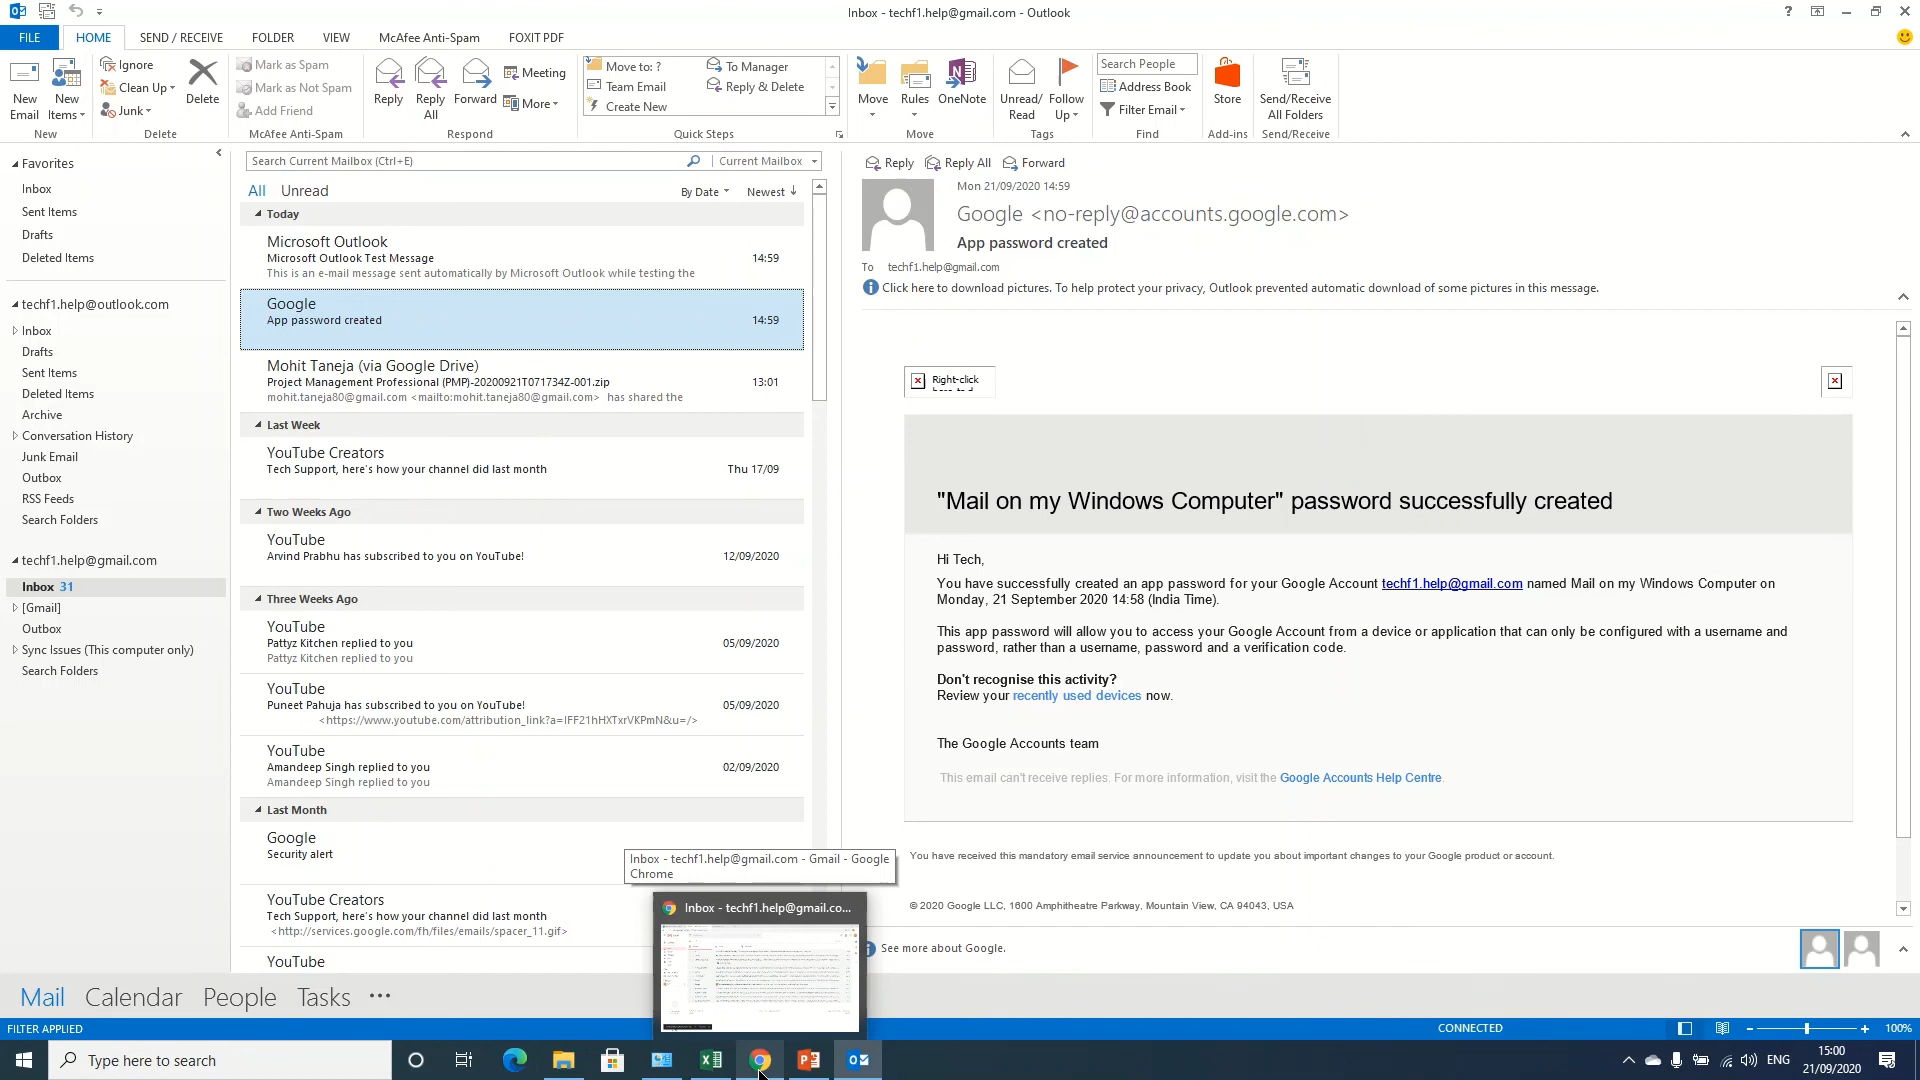 Inbox - techf1.help@gmail.com - Outlook
FILE HOME SEND / RECEIVE FOLDER VIEW McAfee Anti-Spam FOXIT PDF
New Email
New Items
New
Ignore
Clean Up
Junk
Delete
Delete
Mark as Spam
Mark as Not Spam
Add Friend
McAfee Anti-Spam
Reply
Reply All
Forward
Meeting
More
Respond
Move to: ?
Team Email
Create New
To Manager
Reply & Delete
Quick Steps
Move
Rules
OneNote
Move
Unread/ Read
Follow Up
Tags
Search People
Address Book
Filter Email
Find
Store
Add-ins
Send/Receive All Folders
Send/Receive
Favorites
Inbox
Sent Items
Drafts
Deleted Items
techf1.help@outlook.com
Inbox
Drafts
Sent Items
Deleted Items
Archive
Conversation History
Junk Email
Outbox
RSS Feeds
Search Folders
techf1.help@gmail.com
Inbox 31
[Gmail]
Outbox
Sync Issues (This computer only)
Search Folders
Search Current Mailbox (Ctrl+E) Current Mailbox
All Unread By Date Newest
Today
Microsoft Outlook
Microsoft Outlook Test Message 14:59
This is an e-mail message sent automatically by Microsoft Outlook while testing the
Google
App password created 14:59
Mohit Taneja (via Google Drive)
Project Management Professional (PMP)-20200921T071734Z-001.zip 13:01
mohit.taneja80@gmail.com <mailto:mohit.taneja80@gmail.com> has shared the
Last Week
YouTube Creators
Tech Support, here's how your channel did last month Thu 17/09
Two Weeks Ago
YouTube
Arvind Prabhu has subscribed to you on YouTube! 12/09/2020
Three Weeks Ago
YouTube
Pattyz Kitchen replied to you 05/09/2020
Pattyz Kitchen replied to you
YouTube
Puneet Pahuja has subscribed to you on YouTube! 05/09/2020
<https://www.youtube.com/attribution_link?a=IFF21hHXTxrVKPmN&u=/>
YouTube
Amandeep Singh replied to you 02/09/2020
Amandeep Singh replied to you
Last Month
Google
Security alert
YouTube Creators
Tech Support, here's how your channel did last month
<http://services.google.com/fh/files/emails/spacer_11.gif>
YouTube
Reply Reply All Forward
Mon 21/09/2020 14:59
Google <no-reply@accounts.google.com>
App password created
To techf1.help@gmail.com
Click here to download pictures. To help protect your privacy, Outlook prevented automatic download of some pictures in this message.
Right-click
"Mail on my Windows Computer" password successfully created
Hi Tech,
You have successfully created an app password for your Google Account techf1.help@gmail.com named Mail on my Windows Computer on
Monday, 21 September 2020 14:58 (India Time).
This app password will allow you to access your Google Account from a device or application that can only be configured with a username and
password, rather than a username, password and a verification code.
Don't recognise this activity?
Review your recently used devices now.
The Google Accounts team
This email can't receive replies. For more information, visit the Google Accounts Help Centre.
You have received this mandatory email service announcement to update you about important changes to your Google product or account.
© 2020 Google LLC, 1600 Amphitheatre Parkway, Mountain View, CA 94043, USA
See more about Google.
Inbox - techf1.help@gmail.com - Gmail - Google
Chrome
Inbox - techf1.help@gmail.co...
Mail Calendar People Tasks ...
FILTER APPLIED CONNECTED 100%
Type here to search
ENG
15:00
21/09/2020